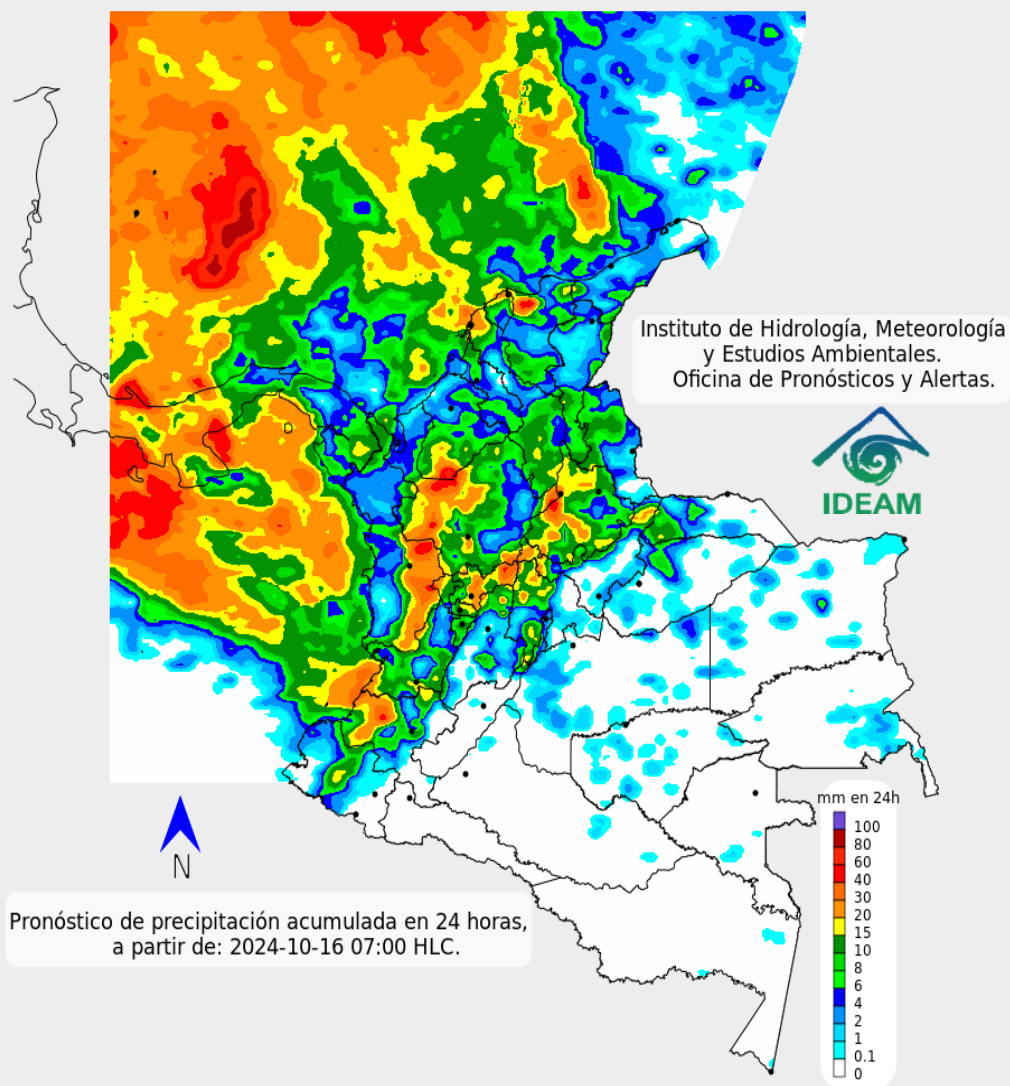 Instituto de Hidrología, Meteorología
y Estudios Ambientales.
Oficina de Pronósticos y Alertas.
IDEAM
mm en 24h
100
80
60
40
30
20
15
10
8
6
4
2
1
0.1
0
N
Pronóstico de precipitación acumulada en 24 horas,
a partir de: 2024-10-16 07:00 HLC.